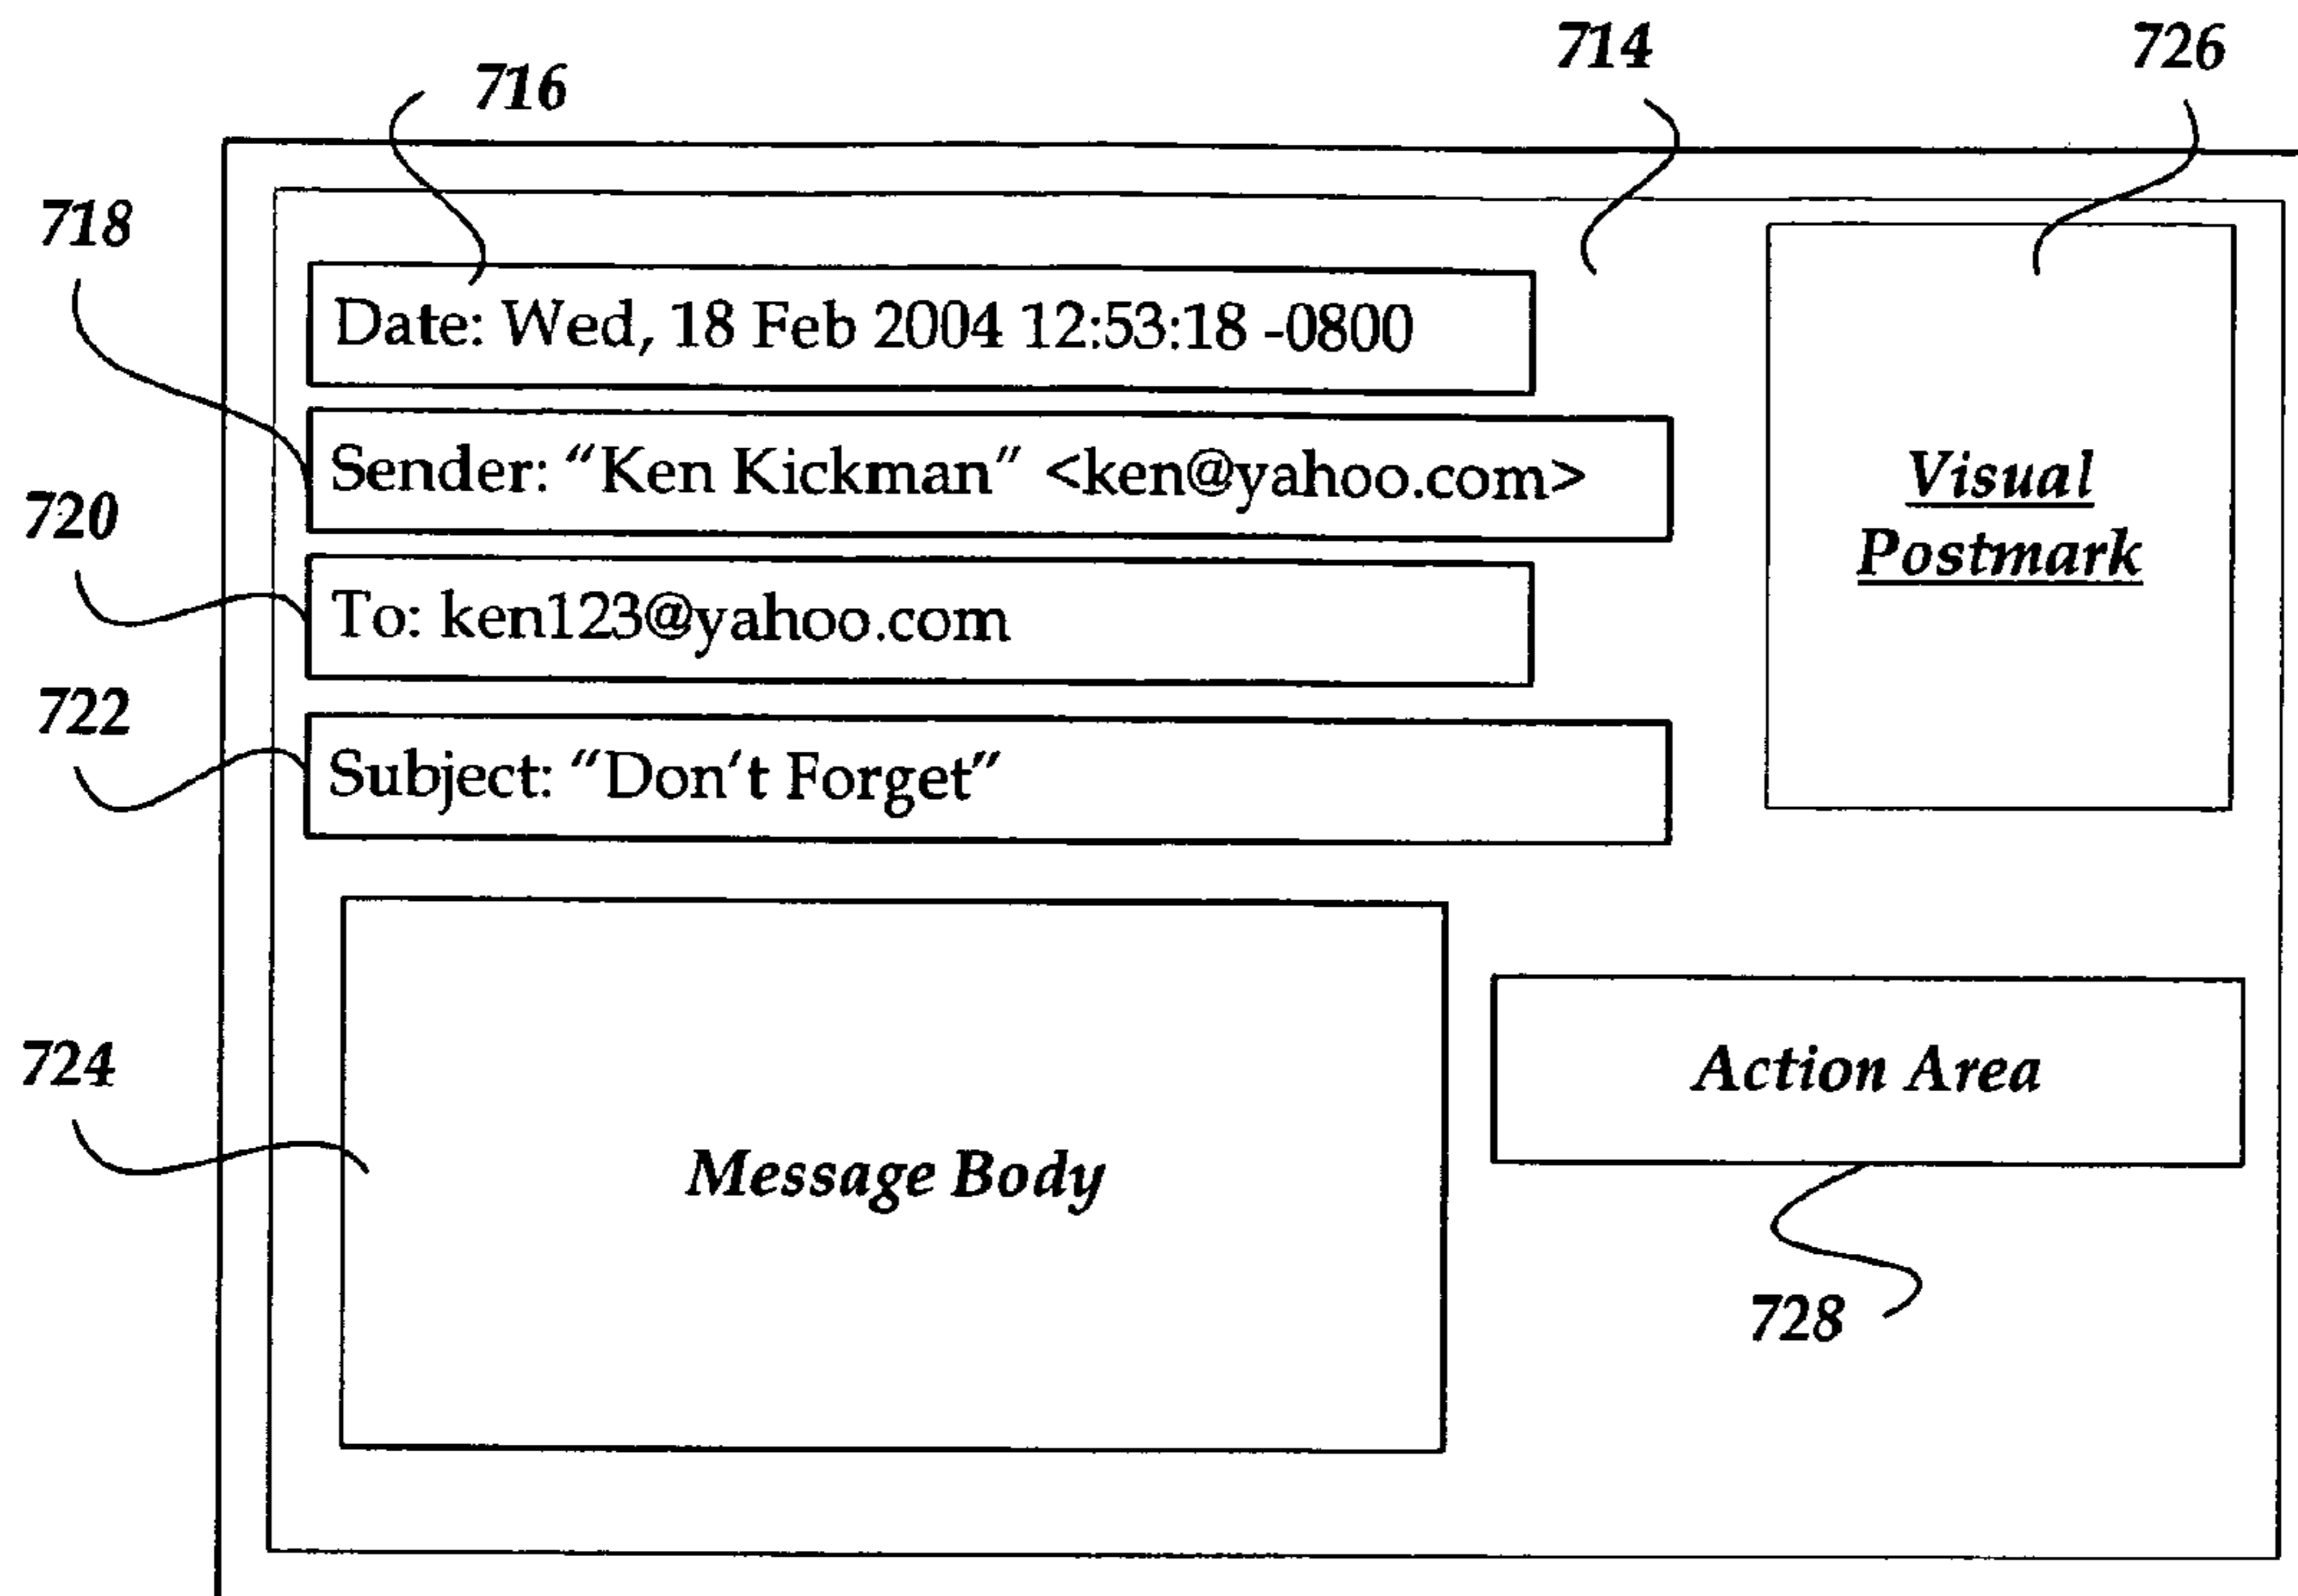 716
714
726
718
Date: Wed, 18 Feb 2004 12:53:18 -0800
Sender: “Ken Kickman” <ken@yahoo.com>
Visual
Postmark
720
To: ken123@yahoo.com
722
Subject: “Don't Forget”
724
Message Body
Action Area
728